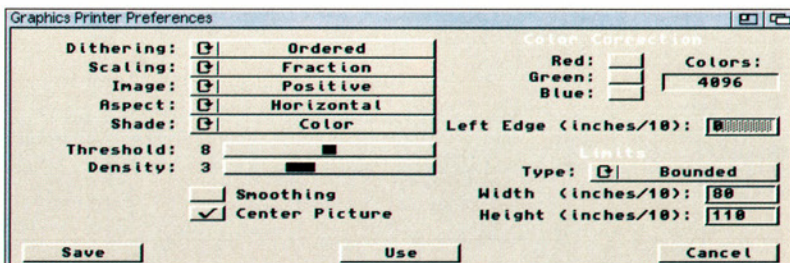 Graphics Printer Preferences
Dithering: Ordered
Scaling: Fraction
Image: Positive
Aspect: Horizontal
Shade: Color
Threshold: 8
Density: 3
Smoothing
Center Picture
Color Correction
Red:
Green:
Blue:
Colors:
4096
Left Edge (inches/10): 0
Limits
Type: Bounded
Width (inches/10): 80
Height (inches/10): 110
Save
Use
Cancel